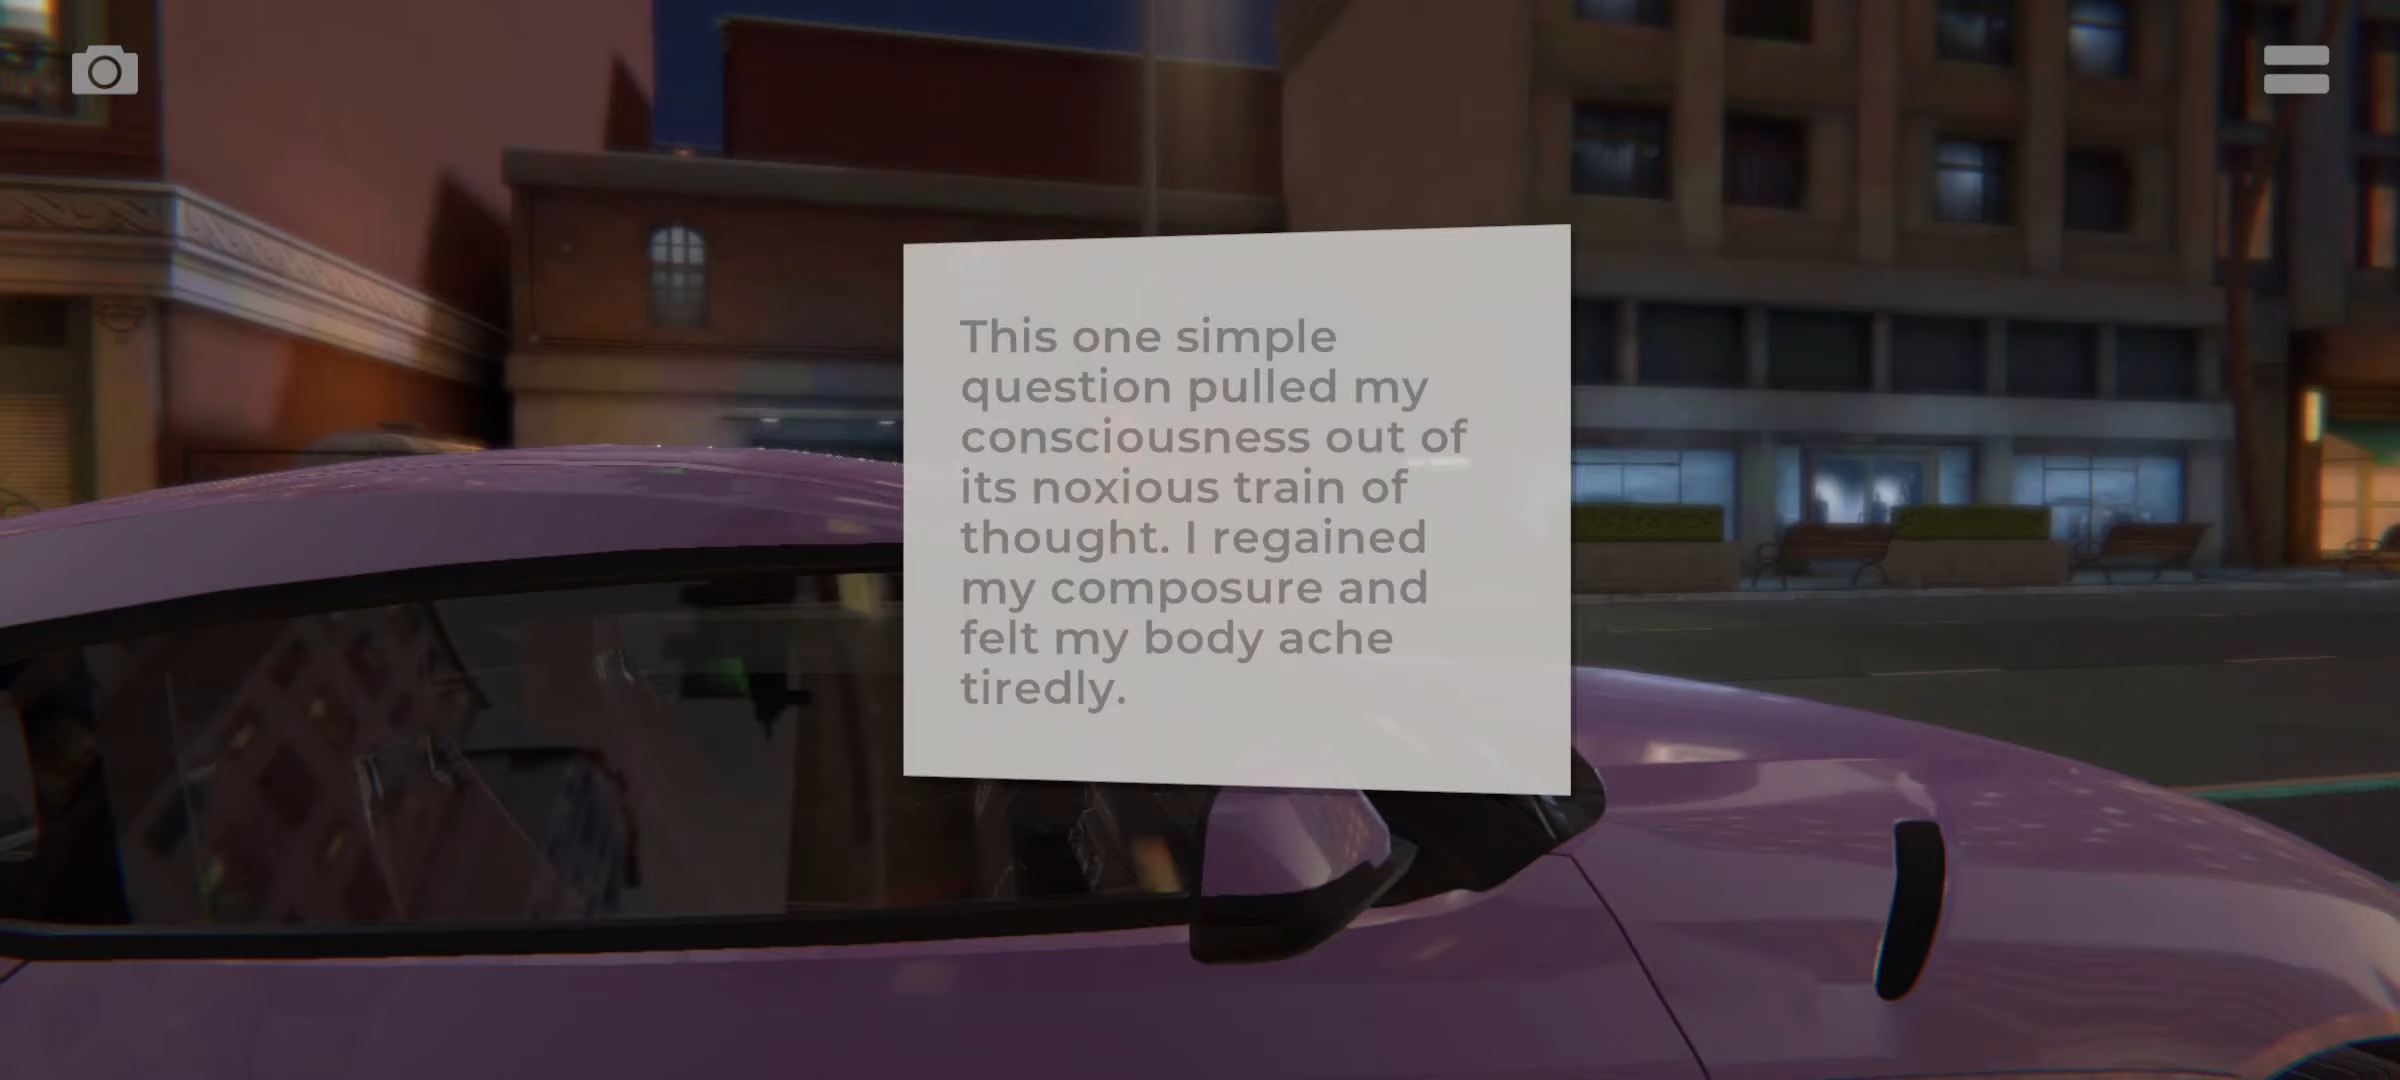 This one simple
question pulled my
consciousness out of
its noxious train of
thought. I regained
my composure and
felt my body ache
tiredly.